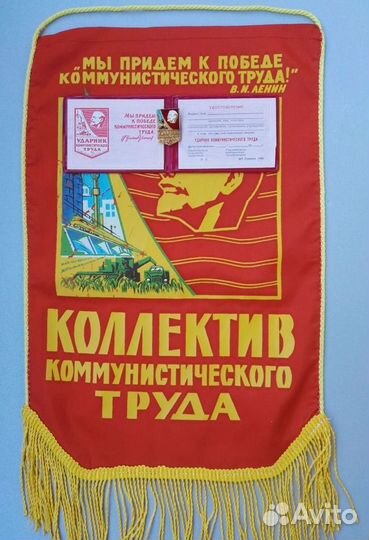 „МЫ ПРИДЕМ К ПОБЕДЕ
КОММУНИСТИЧЕСКОГО ТРУДА!"
В.И. ЛЕНИН
УДАРНИК
КОММУНИСТИЧЕСКОГО
ТРУДА
МЫ ПРИДЕМ
К ПОБЕДЕ
КОММУНИСТИЧЕСКОГО
ТРУДА
УДОСТОВЕРЕНИЕ
УДАРНИК КОММУНИСТИЧЕСКОГО ТРУДА
КОЛЛЕКТИВ
КОММУНИСТИЧЕСКОГО
ТРУДА
Avito